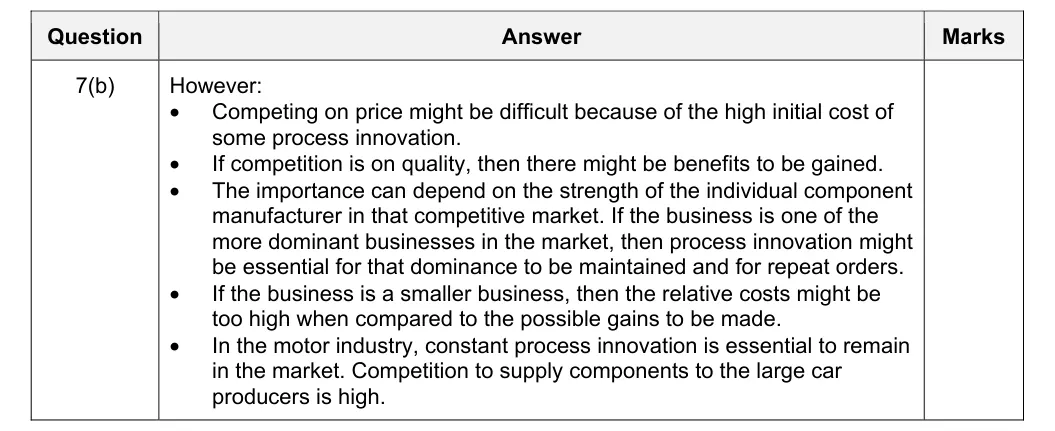 Question Answer Marks
7(b) However:
• Competing on price might be difficult because of the high initial cost of
some process innovation.
• If competition is on quality, then there might be benefits to be gained.
• The importance can depend on the strength of the individual component
manufacturer in that competitive market. If the business is one of the
more dominant businesses in the market, then process innovation might
be essential for that dominance to be maintained and for repeat orders.
• If the business is a smaller business, then the relative costs might be
too high when compared to the possible gains to be made.
• In the motor industry, constant process innovation is essential to remain
in the market. Competition to supply components to the large car
producers is high.